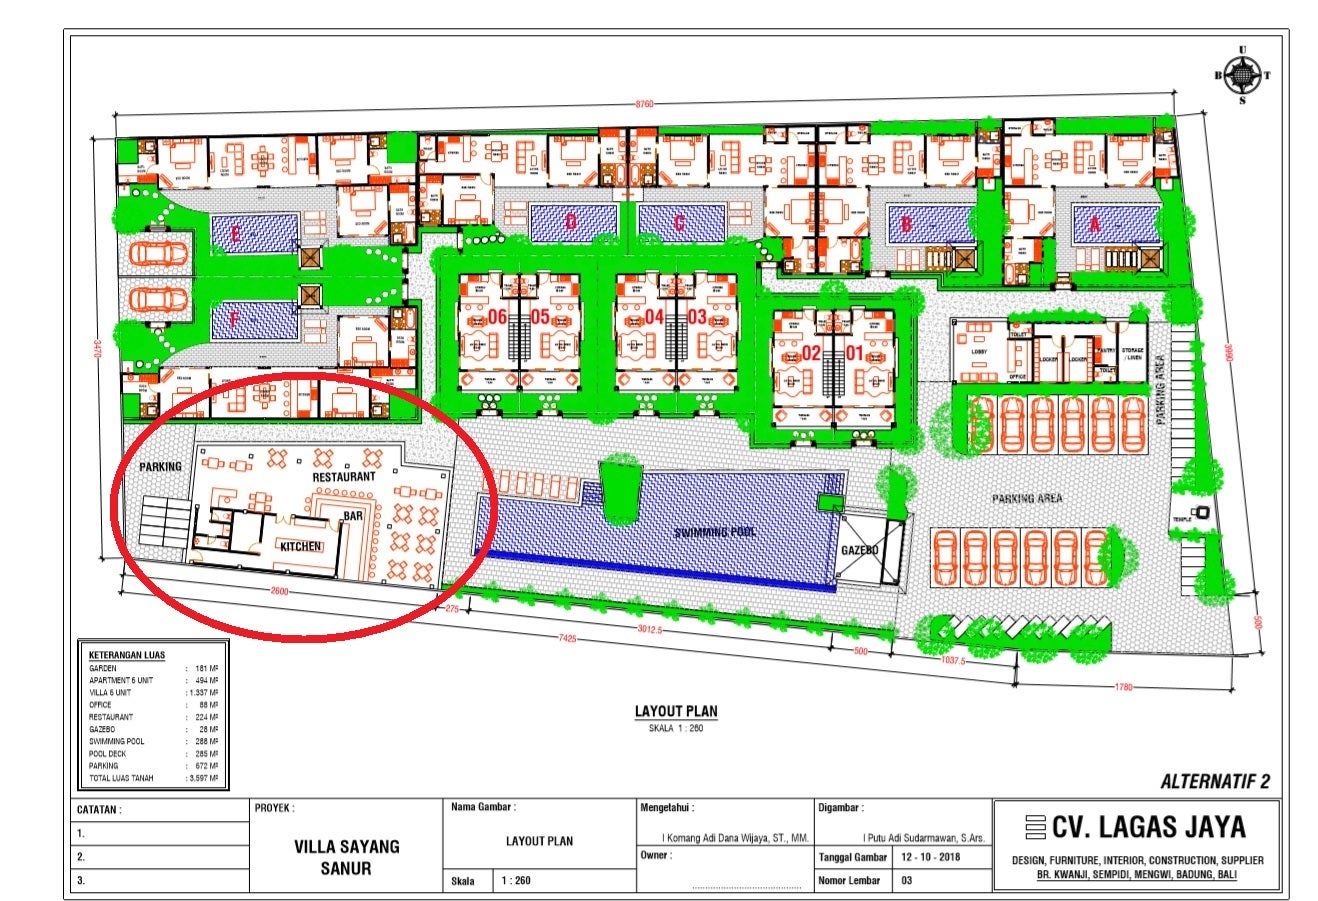 U
B T
S
8760
3470
3990
E
D
C
B
A
F
06 05
04 03
02 01
LOBBY
TOILET
OFFICE
LOCKER
LOCKER
PANTRY
TOILET
STORAGE
/ LINEN
PARKING AREA
PARKING
RESTAURANT
BAR
KITCHEN
SWIMMING POOL
GAZEBO
PARKING AREA
TEMPLE
2600
275
3012.5
7425
500
1037.5
1780
500
KETERANGAN LUAS
GARDEN : 181 M²
APARTMENT 6 UNIT : 494 M²
VILLA 6 UNIT : 1.337 M²
OFFICE : 88 M²
RESTAURANT : 224 M²
GAZEBO : 28 M²
SWIMMING POOL : 288 M²
POOL DECK : 285 M²
PARKING : 672 M²
TOTAL LUAS TANAH : 3.597 M²
LAYOUT PLAN
SKALA 1 : 260
ALTERNATIF 2
CATATAN :
1.
2.
3.
PROYEK :
VILLA SAYANG
SANUR
Nama Gambar :
LAYOUT PLAN
Skala 1 : 260
Mengetahui :
I Komang Adi Dana Wijaya, ST., MM.
Owner :
Digambar :
I Putu Adi Sudarmawan, S.Ars.
Tanggal Gambar 12 - 10 - 2018
Nomor Lembar 03
CV. LAGAS JAYA
DESIGN, FURNITURE, INTERIOR, CONSTRUCTION, SUPPLIER
BR. KWANJI, SEMPIDI, MENGWI, BADUNG, BALI